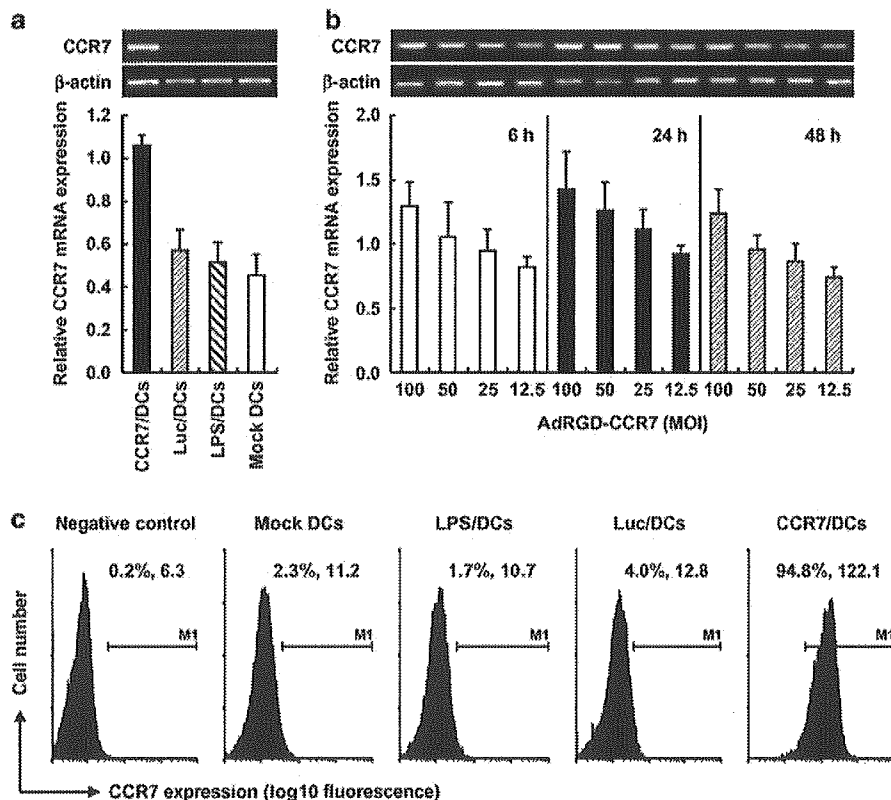 a
CCR7
β-actin
Relative CCR7 mRNA expression
1.2
1.0
0.8
0.6
0.4
0.2
0.0
CCR7/DCs
Luc/DCs
LPS/DCs
Mock DCs
b
CCR7
β-actin
Relative CCR7 mRNA expression
2.0
1.5
1.0
0.5
0.0
6 h
24 h
48 h
100 50 25 12.5 100 50 25 12.5 100 50 25 12.5
AdRGD-CCR7 (MOI)
c
Negative control
0.2%, 6.3
M1
Mock DCs
2.3%, 11.2
M1
LPS/DCs
1.7%, 10.7
M1
Luc/DCs
4.0%, 12.8
M1
CCR7/DCs
94.8%, 122.1
M1
Cell number
CCR7 expression (log10 fluorescence)